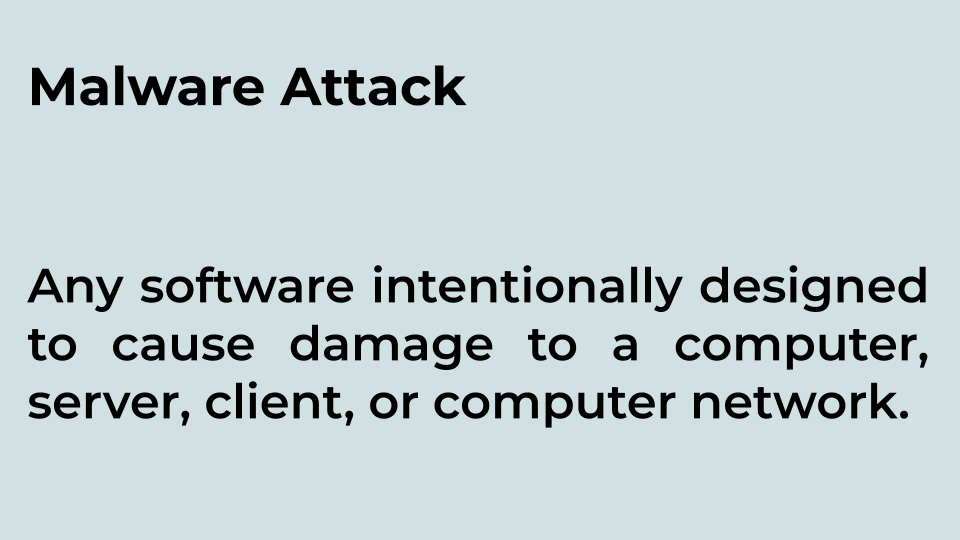 Malware Attack
Any software intentionally designed
to cause damage to a computer,
server, client, or computer network.